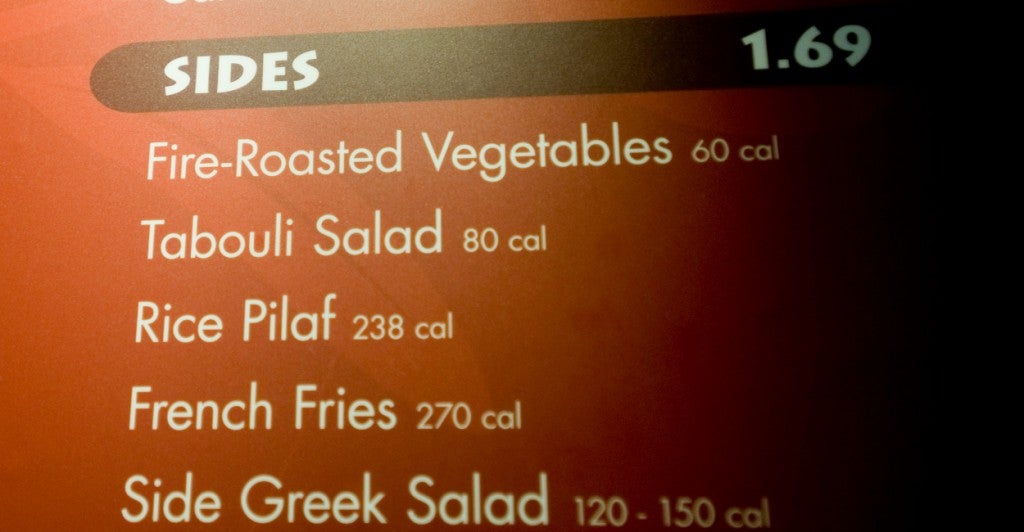 SIDES 1.69
Fire-Roasted Vegetables 60 cal
Tabouli Salad 80 cal
Rice Pilaf 238 cal
French Fries 270 cal
Side Greek Salad 120 - 150 cal